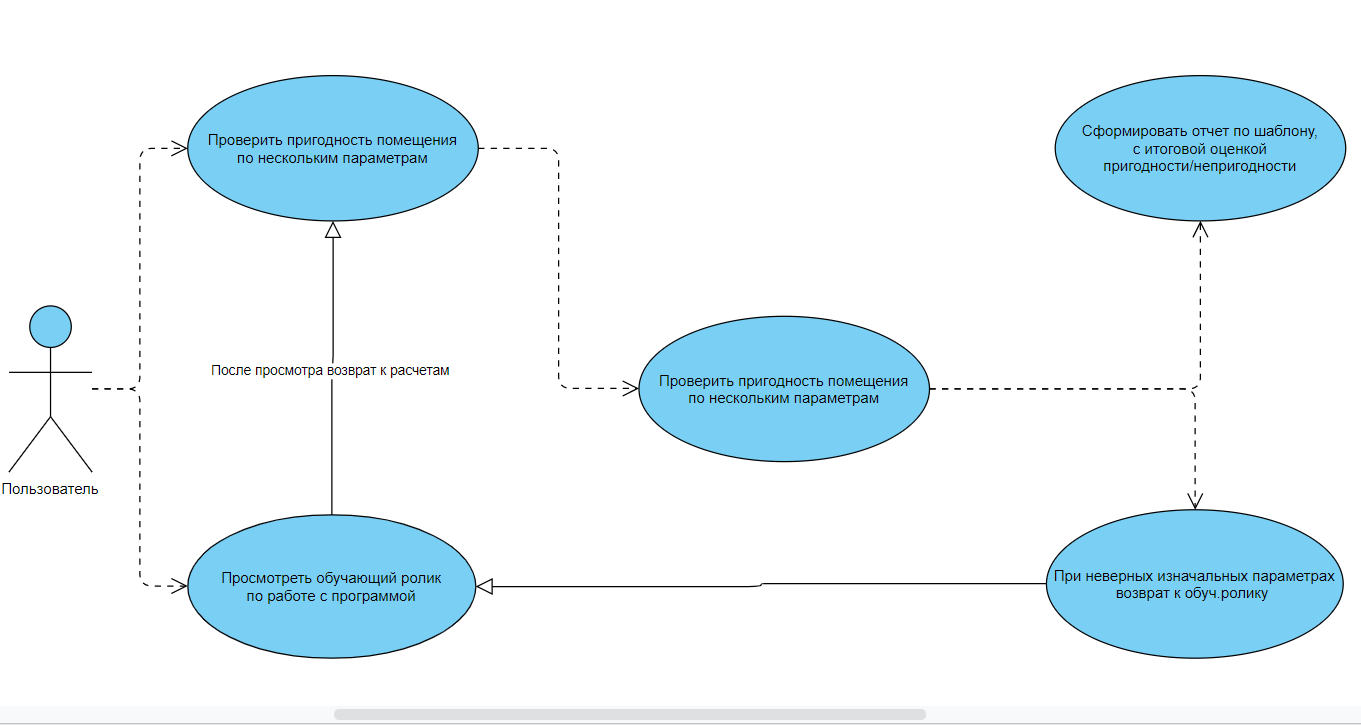 Проверить пригодность помещения
по нескольким параметрам
Сформировать отчет по шаблону,
с итоговой оценкой
пригодности/непригодности
После просмотра возврат к расчетам
Проверить пригодность помещения
по нескольким параметрам
Пользователь
Просмотреть обучающий ролик
по работе с программой
При неверных изначальных параметрах
возврат к обуч.ролику